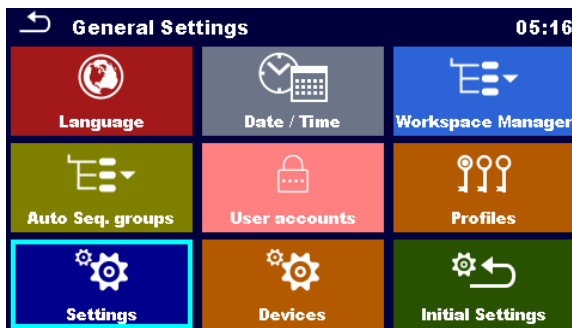 General Settings 05:16
Language Date / Time Workspace Manager
Auto Seq. groups User accounts Profiles
Settings Devices Initial Settings